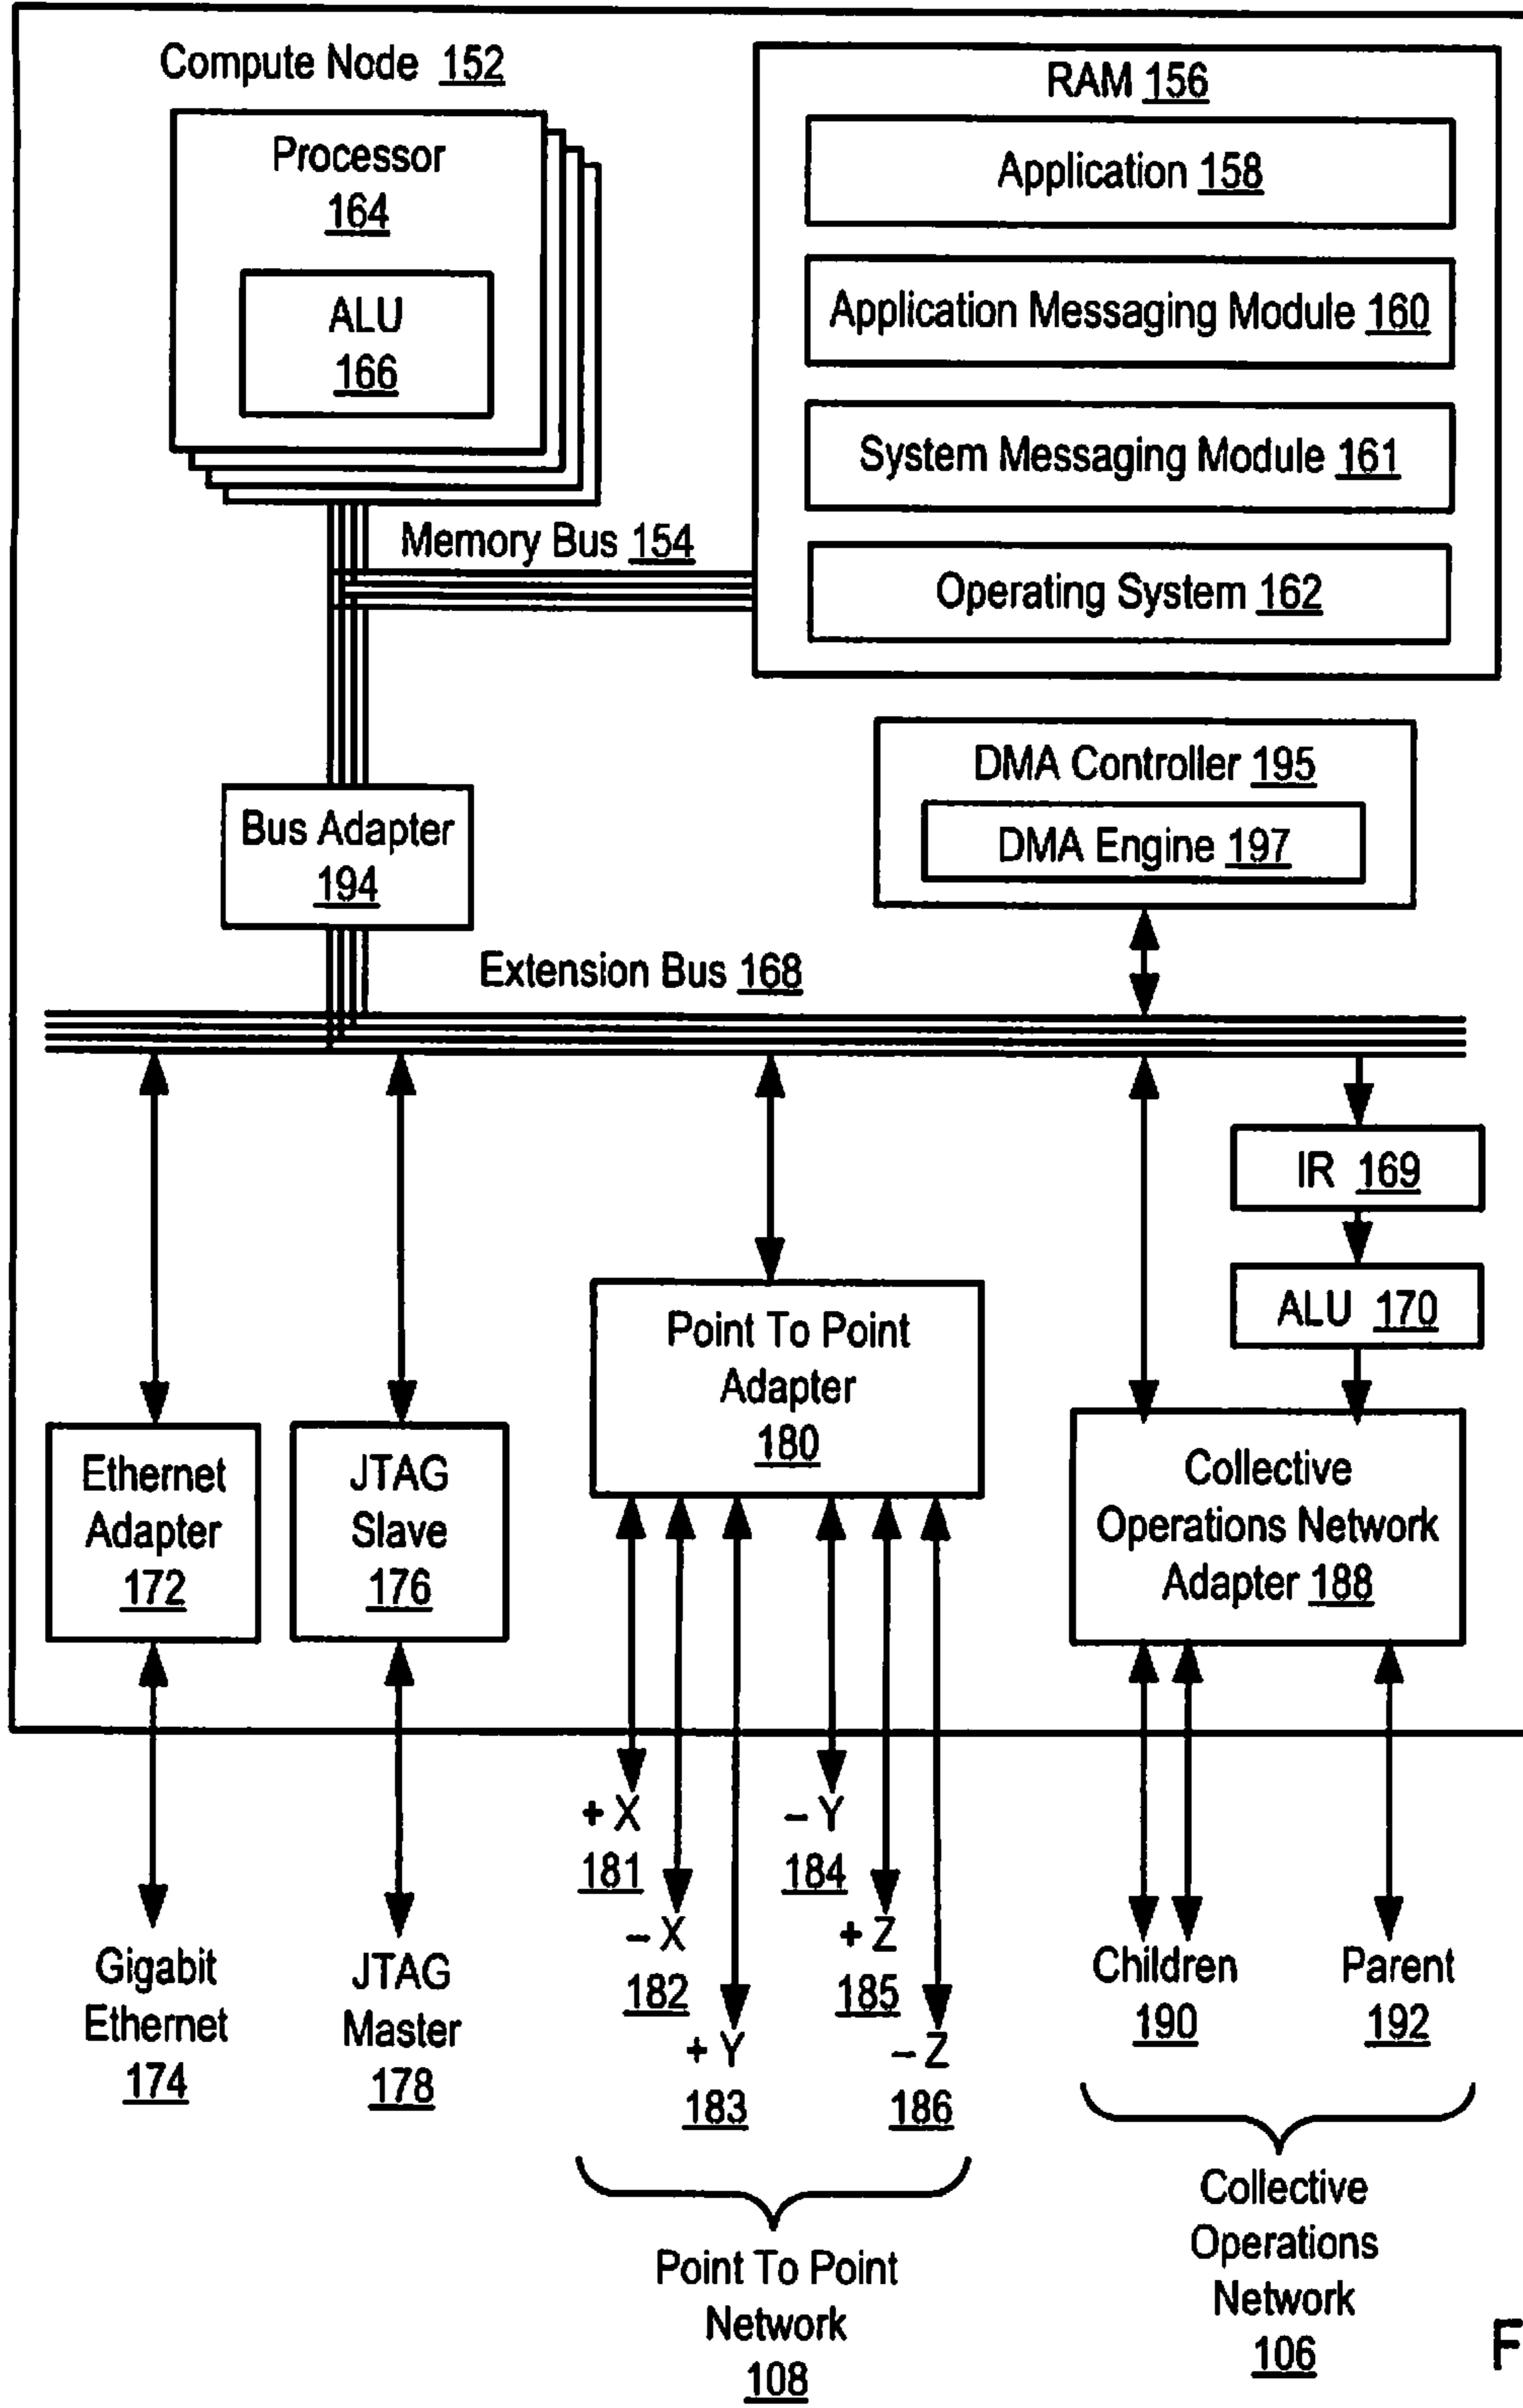 Compute Node 152
Processor
164
ALU
166
RAM 156
Application 158
Application Messaging Module 160
System Messaging Module 161
Operating System 162
Memory Bus 154
DMA Controller 195
DMA Engine 197
Bus Adapter
194
Extension Bus 168
IR 169
ALU 170
Point To Point
Adapter
180
Ethernet
Adapter
172
JTAG
Slave
176
Collective
Operations Network
Adapter 188
+ X
181
– X
182
+ Y
183
– Y
184
+ Z
185
– Z
186
Gigabit
Ethernet
174
JTAG
Master
178
Children
190
Parent
192
Point To Point
Network
108
Collective
Operations
Network
106
F